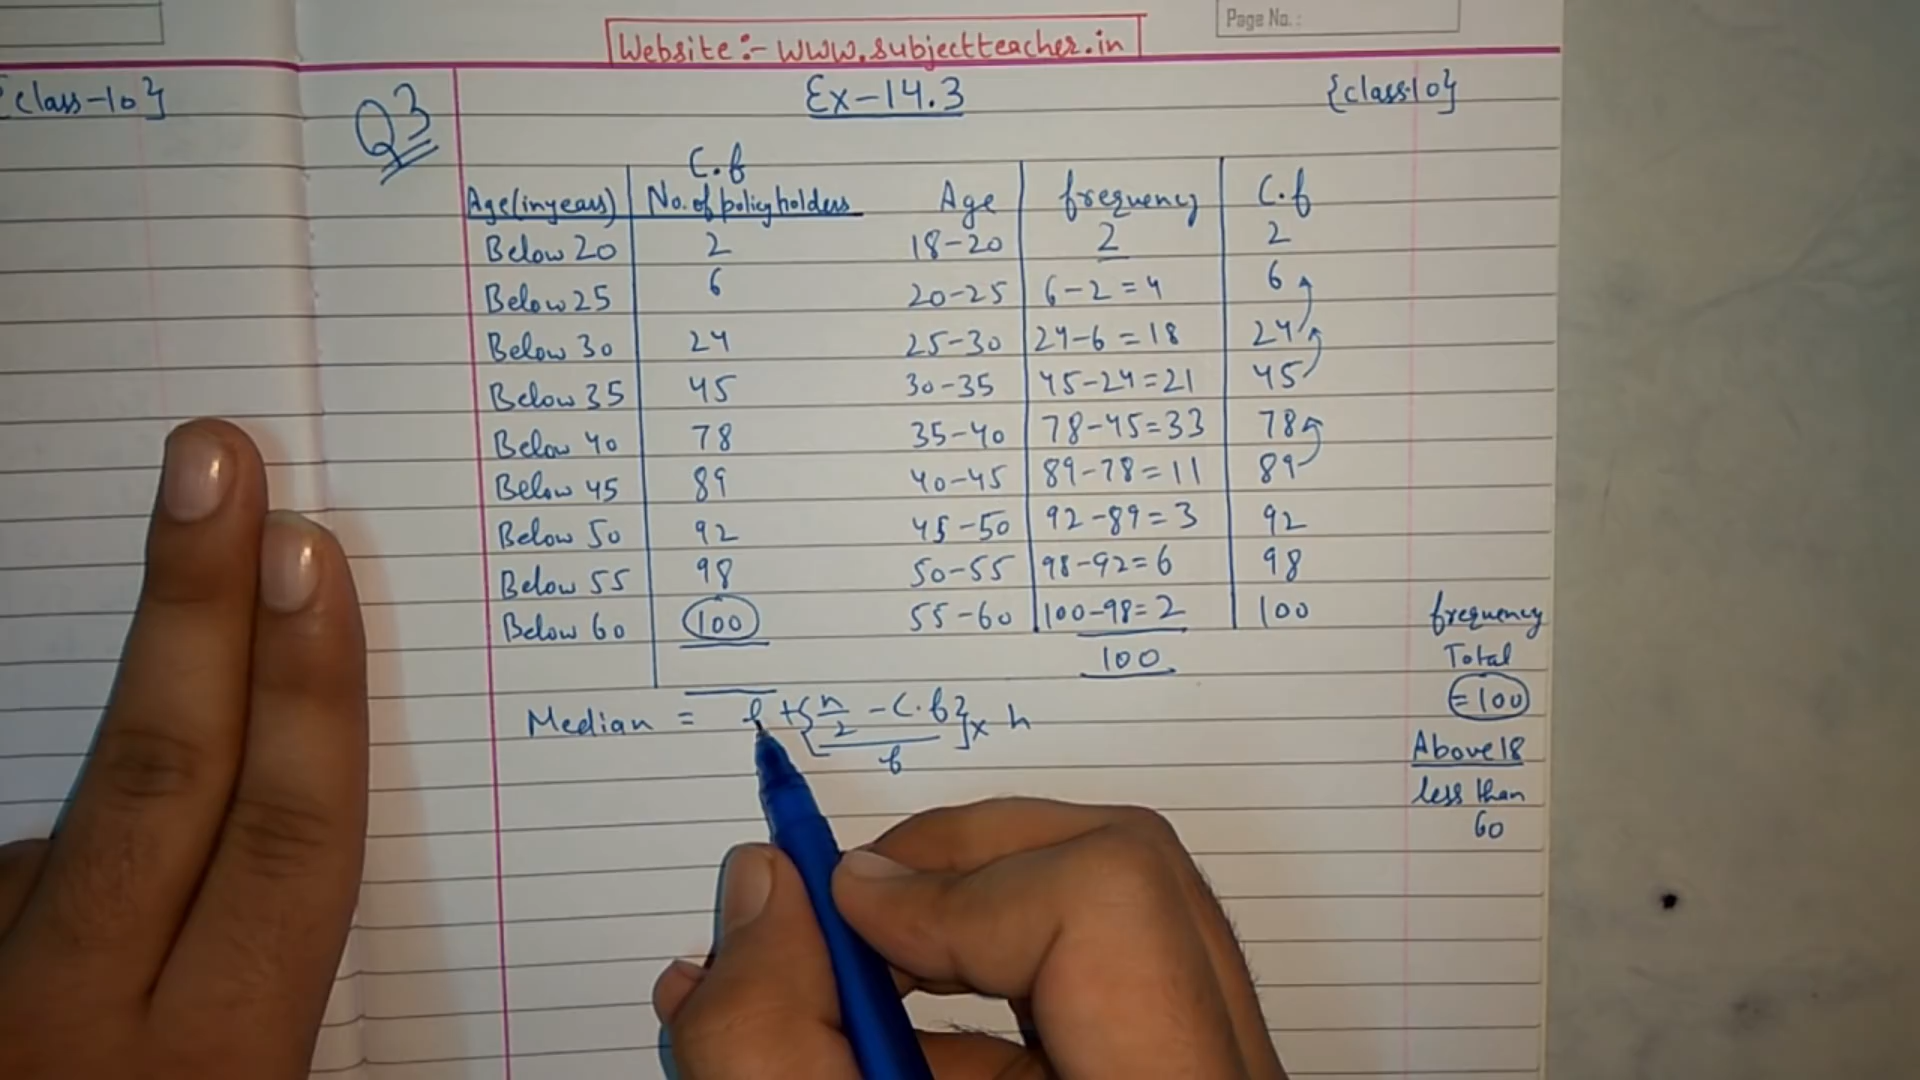 Page No. :
Website :- www.subjectteacher.in
{class-10}
Q3
Ex-14.3
{class-10}
C.f
Age(in years) No. of policyholders Age frequency C.f
Below 20 2 18-20 2 2
Below 25 6 20-25 6-2=4 6
Below 30 24 25-30 24-6=18 24
Below 35 45 30-35 45-24=21 45
Below 40 78 35-40 78-45=33 78
Below 45 89 40-45 89-78=11 89
Below 50 92 45-50 92-89=3 92
Below 55 98 50-55 98-92=6 98
Below 60 100 55-60 100-98=2 100
100
frequency
Total
=100
Above 18
less than
60
Median = l + {n/2 - C.f / f} x h